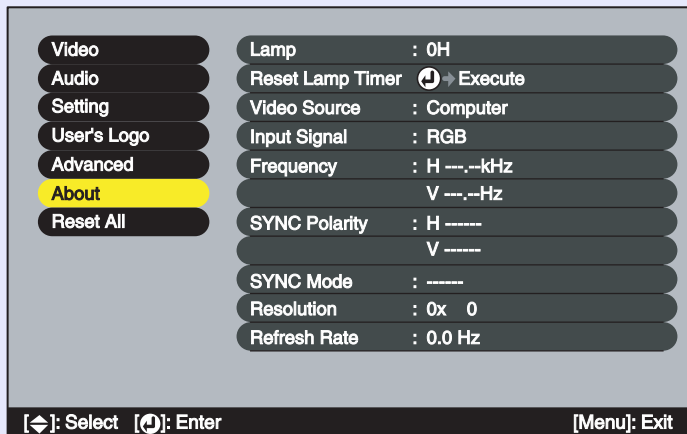 Video
Audio
Setting
User's Logo
Advanced
About
Reset All
Lamp : 0H
Reset Lamp Timer Execute
Video Source : Computer
Input Signal : RGB
Frequency : H ---.--kHz
V ---.--Hz
SYNC Polarity : H ------
V ------
SYNC Mode : ------
Resolution : 0x 0
Refresh Rate : 0.0 Hz
[ ]: Select [ ]: Enter [Menu]: Exit